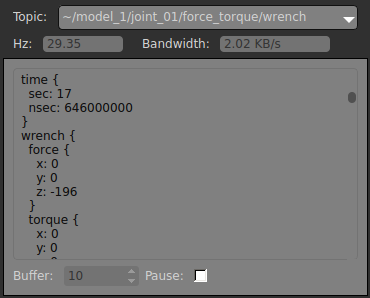 Topic: ~/model_1/joint_01/force_torque/wrench
Hz: 29.35 Bandwidth: 2.02 KB/s
time {
sec: 17
nsec: 646000000
}
wrench {
force {
x: 0
y: 0
z: -196
}
torque {
x: 0
y: 0
Buffer: 10 Pause: